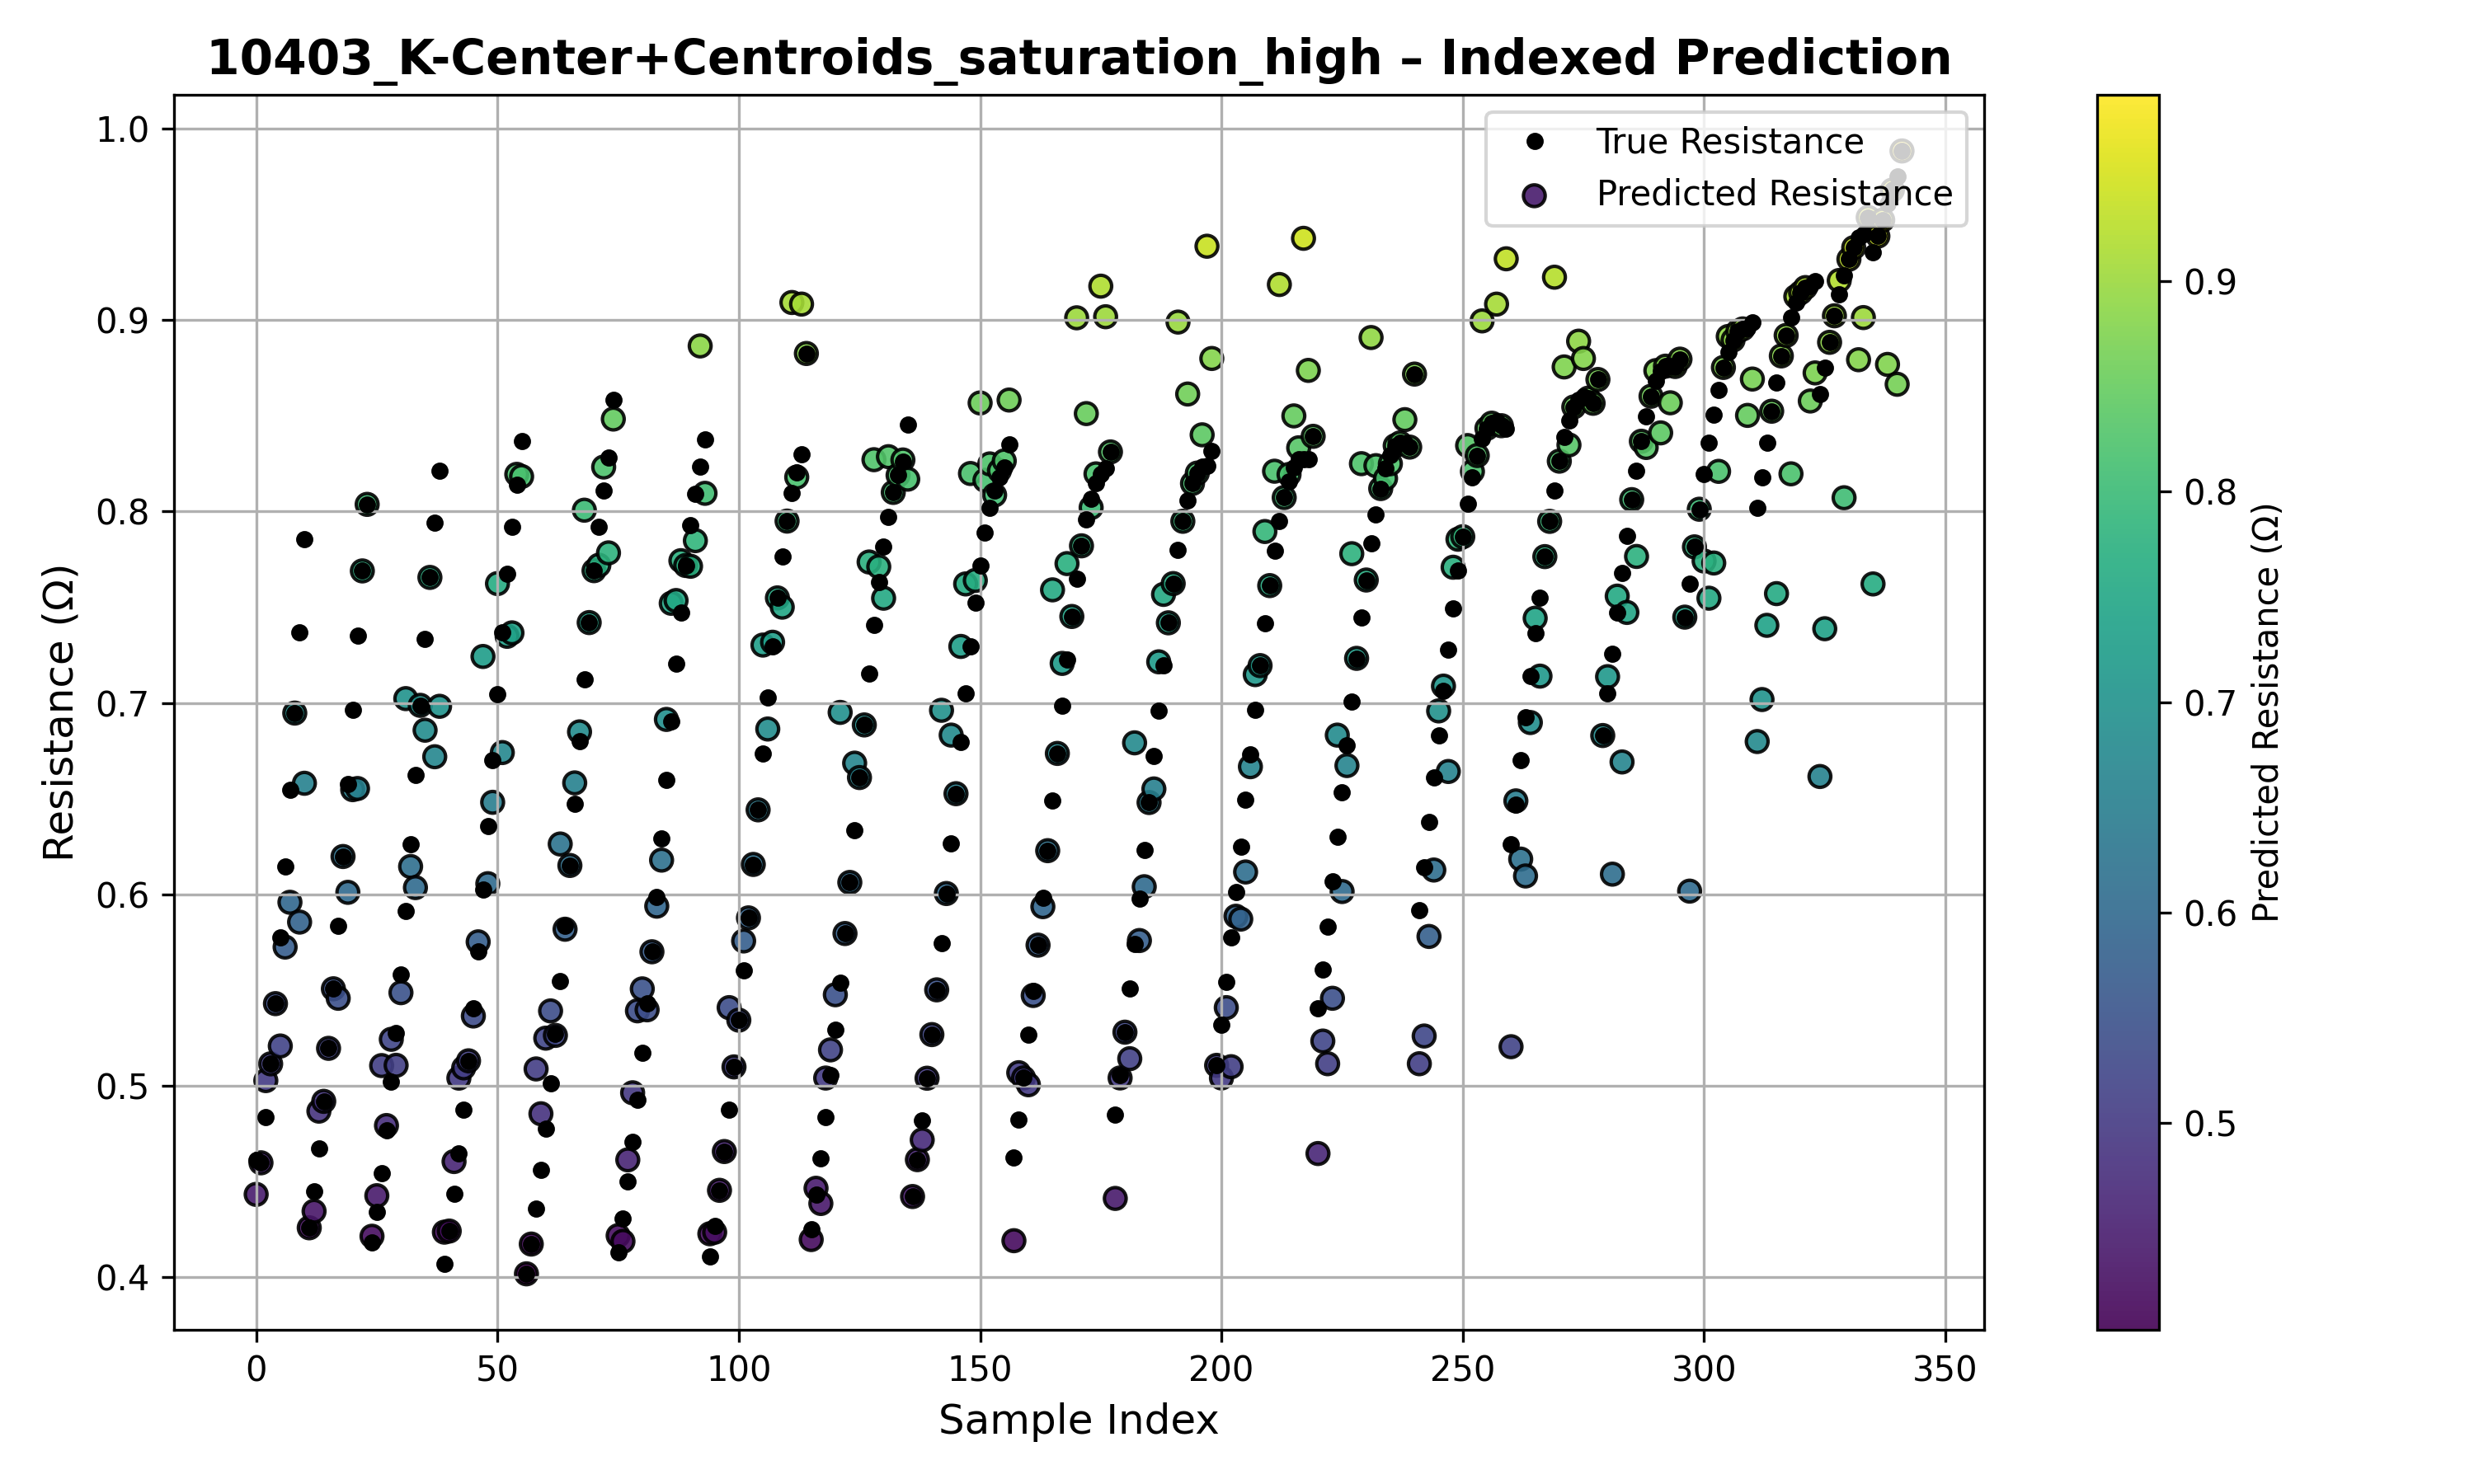 10403_K-Center+Centroids_saturation_high – Indexed Prediction
True Resistance
Predicted Resistance
1.0
0.9
0.8
0.7
0.6
0.5
0.4
Resistance (Ω)
0 50 100 150 200 250 300 350
Sample Index
0.9
0.8
0.7
0.6
0.5
Predicted Resistance (Ω)